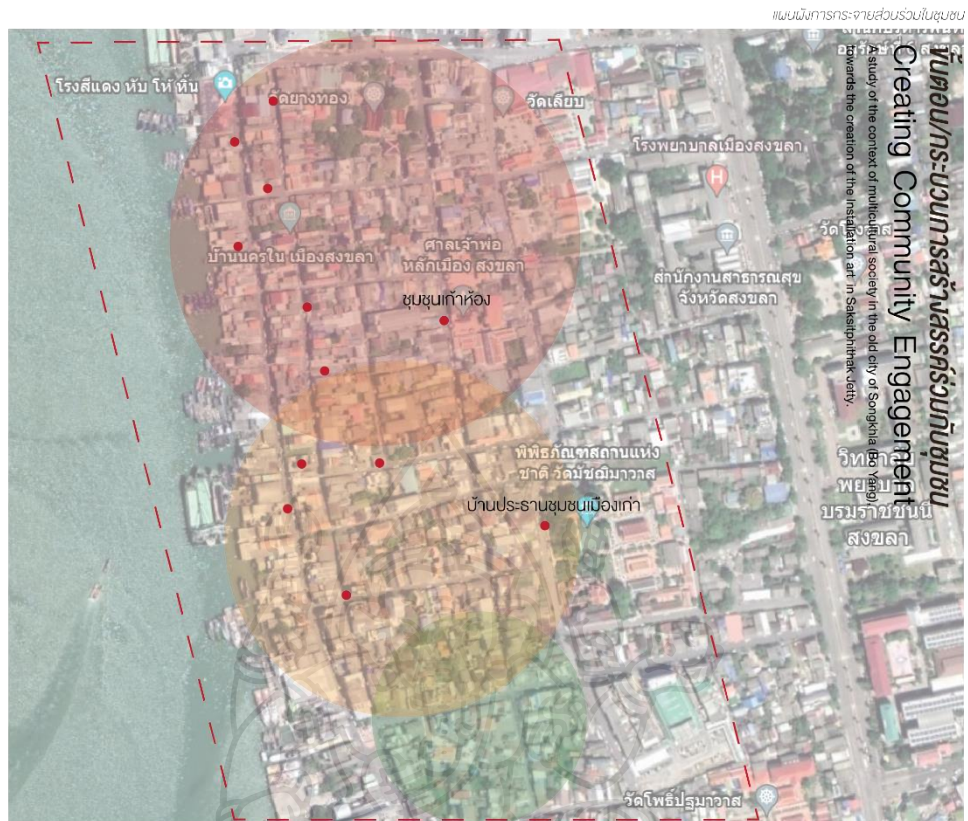 แผนผังการกระจายส่วนร่วมในชุมชน
ขั้นตอน/กระบวนการสร้างสรรค์ร่วมกับชุมชน
Creating Community Engagement
A study of the context of multicultural society in the old city of Songkhla (Bo Yang),
towards the creation of the Installation art in Saksitphithak Jetty.
โรงสีแดง หับ โห้ หิ้น
วัดยางทอง
วัดเลียบ
โรงพยาบาลเมืองสงขลา
บ้านนครใน เมืองสงขลา
ศาลเจ้าพ่อ
หลักเมือง สงขลา
ชุมชนเก้าห้อง
สำนักงานสาธารณสุข
จังหวัดสงขลา
พิพิธภัณฑสถานแห่ง
ชาติ วัดมัชฌิมาวาส
บ้านประธานชุมชนเมืองเก่า
วิทยาลัย
พยาบาล
บรมราชชนนี
สงขลา
วัดโพธิ์ปฐมาวาส